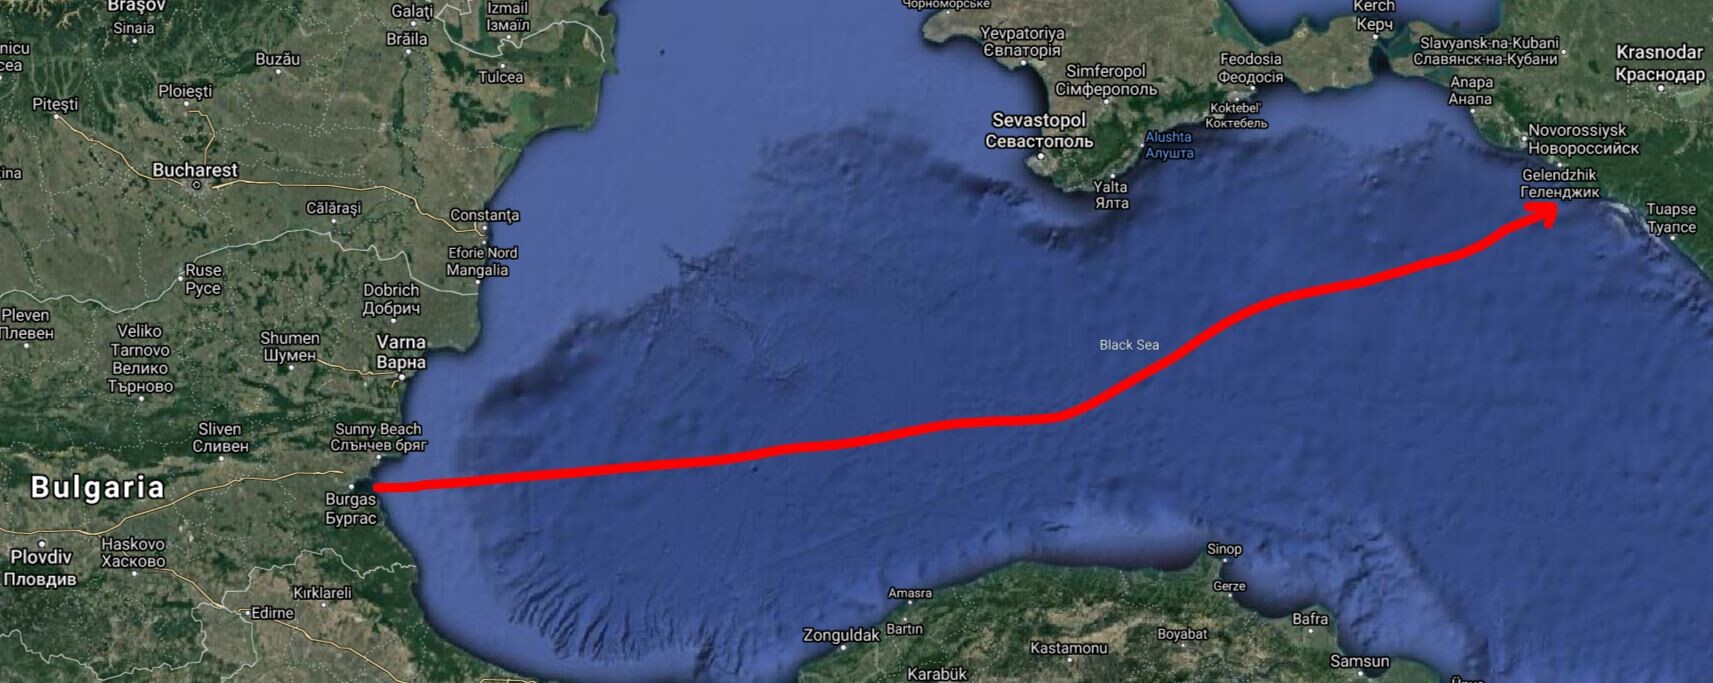 Brașov
Sinaia
Galați
Brăila
Izmail
Ізмаїл
Tulcea
Buzău
Ploiești
Pitești
Bucharest
Călărași
Constanța
Eforie Nord
Mangalia
Чорноморське
Yevpatoriya
Євпаторія
Simferopol
Сімферополь
Sevastopol
Севастополь
Alushta
Алушта
Yalta
Ялта
Feodosia
Феодосія
Koktebel'
Коктебель
Kerch
Керч
Slavyansk-na-Kubani
Славянск-на-Кубани
Anapa
Анапа
Krasnodar
Краснодар
Novorossiysk
Новороссийск
Gelendzhik
Геленджик
Tuapse
Туапсе
Ruse
Русе
Dobrich
Добрич
Pleven
Плевен
Veliko
Tarnovo
Велико
Търново
Shumen
Шумен
Varna
Варна
Black Sea
Sliven
Сливен
Sunny Beach
Слънчев бряг
Bulgaria
Burgas
Бургас
Plovdiv
Пловдив
Haskovo
Хасково
Kırklareli
Edirne
Sinop
Gerze
Amasra
Bartın
Zonguldak
Karabük
Kastamonu
Boyabat
Bafra
Samsun